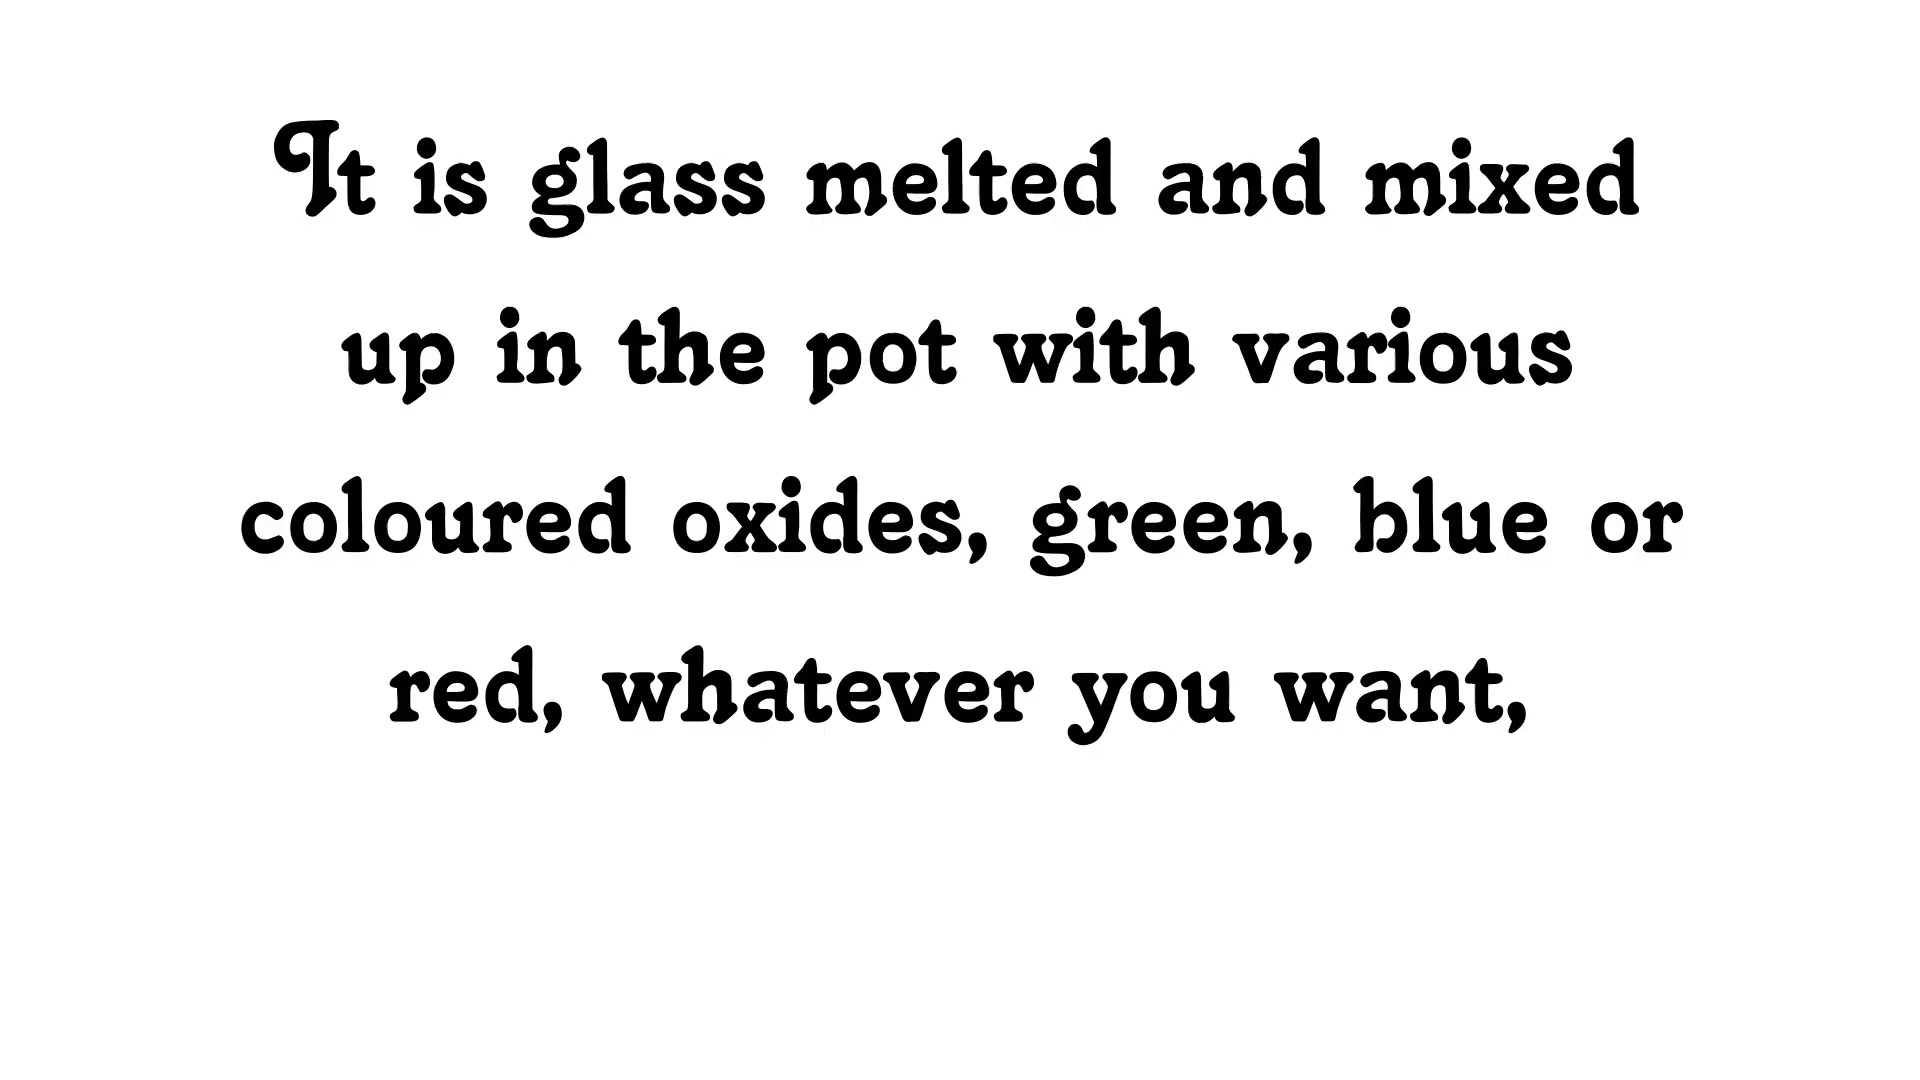 It is glass melted and mixed
up in the pot with various
coloured oxides, green, blue or
red, whatever you want,